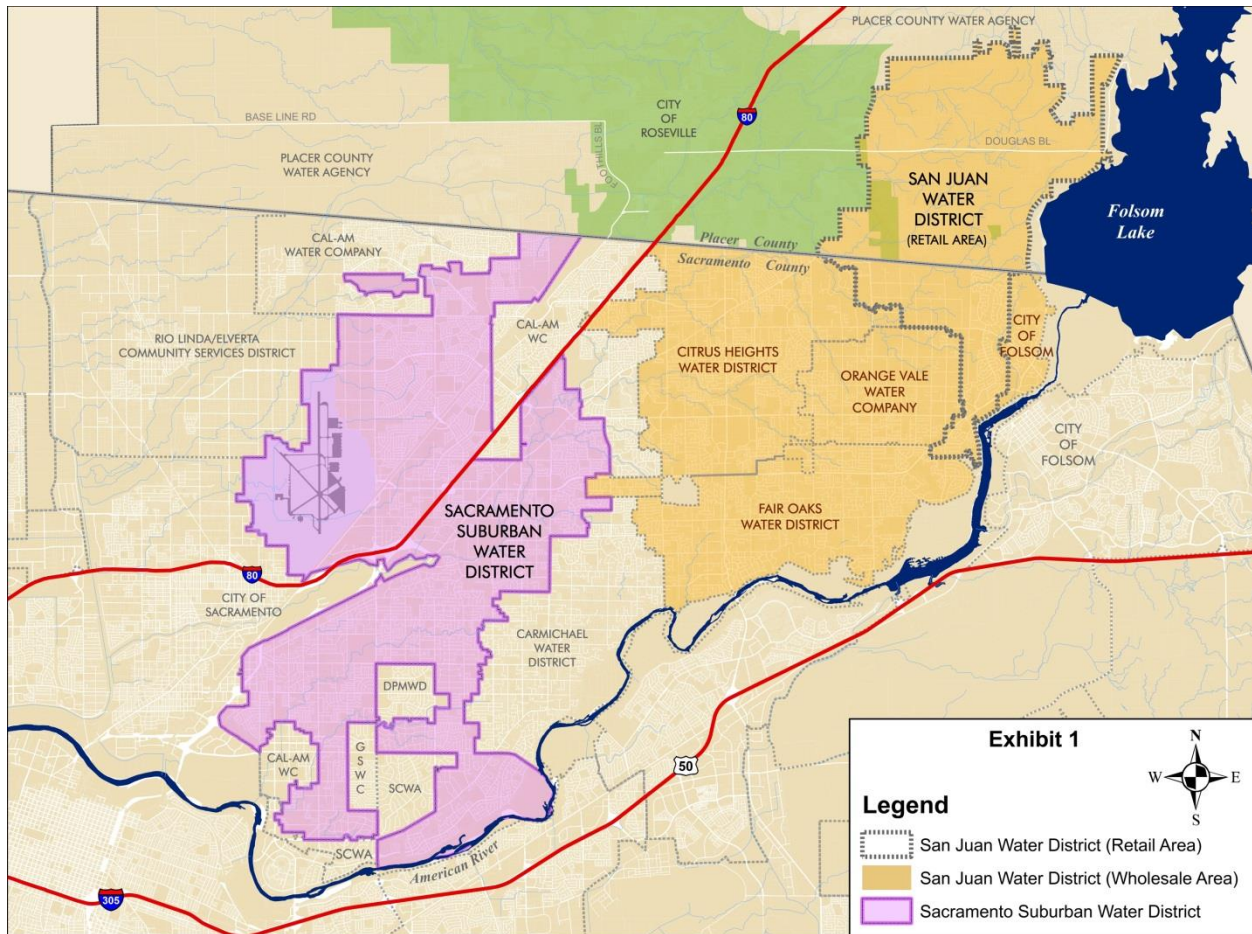 PLACER COUNTY WATER AGENCY
CITY
OF
ROSEVILLE
80
BASE LINE RD
FOOTHILLS BL
DOUGLAS BL
PLACER COUNTY
WATER AGENCY
SAN JUAN
WATER
DISTRICT
(RETAIL AREA)
Folsom
Lake
Placer County
Sacramento County
CAL-AM
WATER COMPANY
RIO LINDA/ELVERTA
COMMUNITY SERVICES DISTRICT
CAL-AM
WC
CITRUS HEIGHTS
WATER DISTRICT
ORANGE VALE
WATER
COMPANY
CITY
OF
FOLSOM
CITY
OF
FOLSOM
SACRAMENTO
SUBURBAN
WATER
DISTRICT
FAIR OAKS
WATER DISTRICT
80
CITY OF
SACRAMENTO
CARMICHAEL
WATER
DISTRICT
DPMWD
CAL-AM
WC
G
S
W
C
SCWA
SCWA
American River
50
305
Exhibit 1
N
W
E
S
Legend
San Juan Water District (Retail Area)
San Juan Water District (Wholesale Area)
Sacramento Suburban Water District